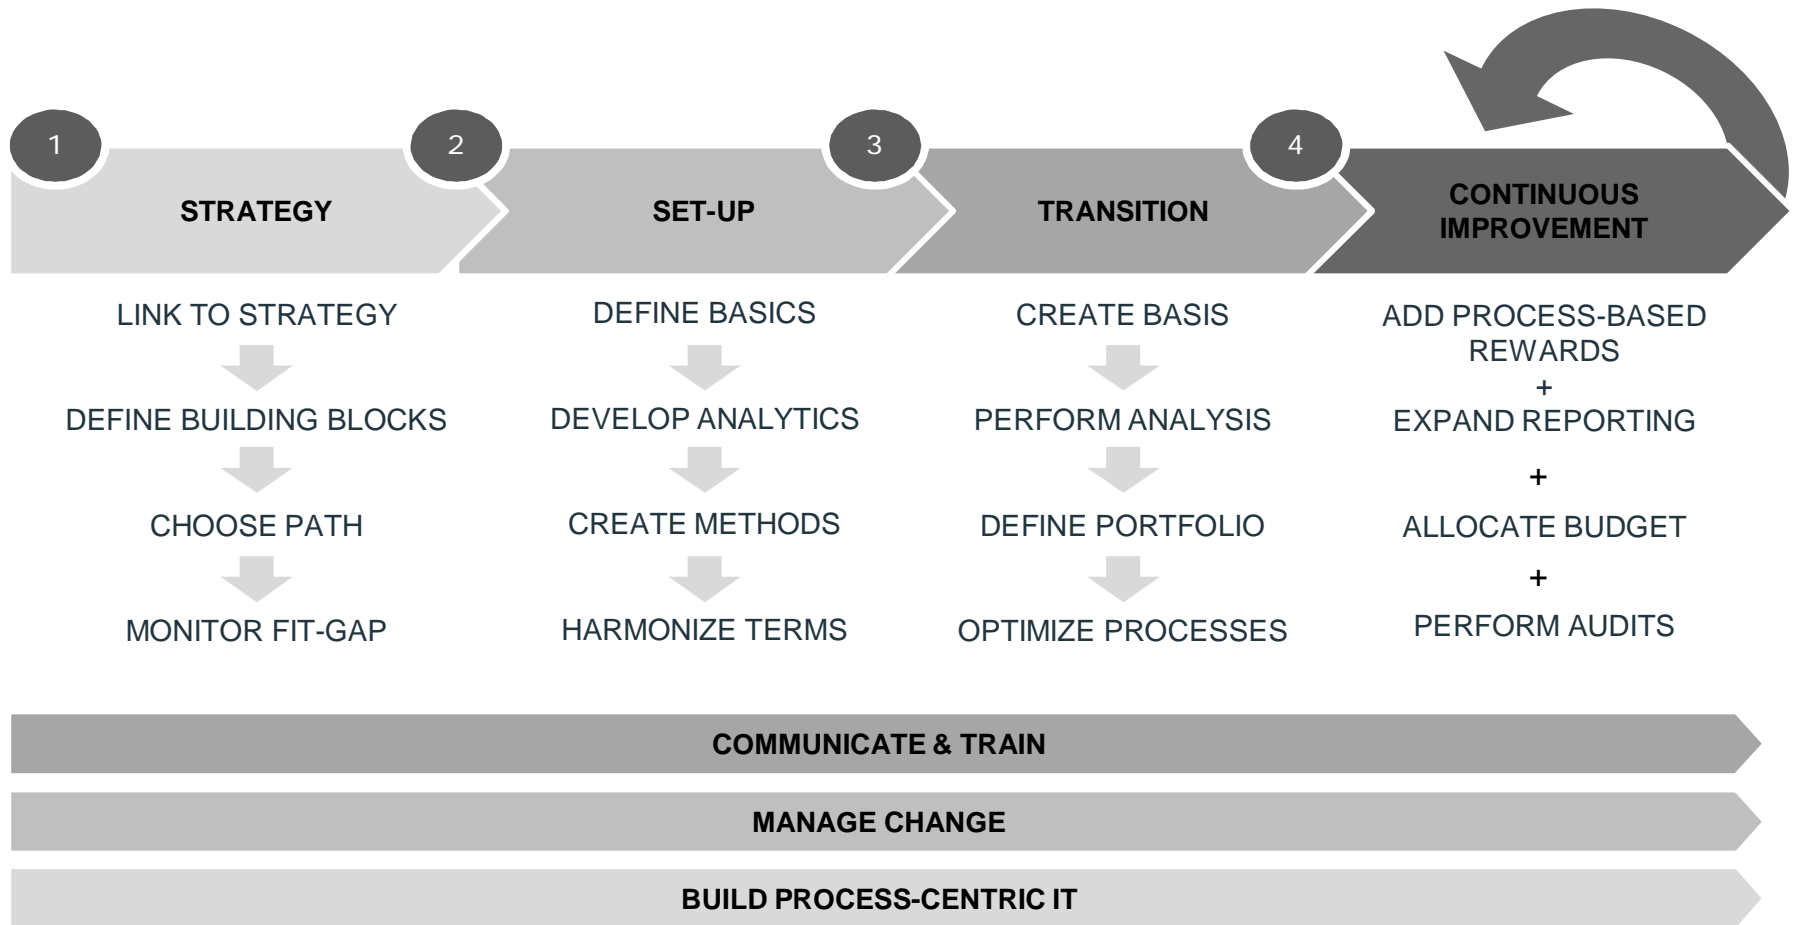 1
2
3
4
STRATEGY
SET-UP
TRANSITION
CONTINUOUS
IMPROVEMENT
LINK TO STRATEGY
DEFINE BUILDING BLOCKS
CHOOSE PATH
MONITOR FIT-GAP
DEFINE BASICS
DEVELOP ANALYTICS
CREATE METHODS
HARMONIZE TERMS
CREATE BASIS
PERFORM ANALYSIS
DEFINE PORTFOLIO
OPTIMIZE PROCESSES
ADD PROCESS-BASED
REWARDS
+
EXPAND REPORTING
+
ALLOCATE BUDGET
+
PERFORM AUDITS
COMMUNICATE & TRAIN
MANAGE CHANGE
BUILD PROCESS-CENTRIC IT